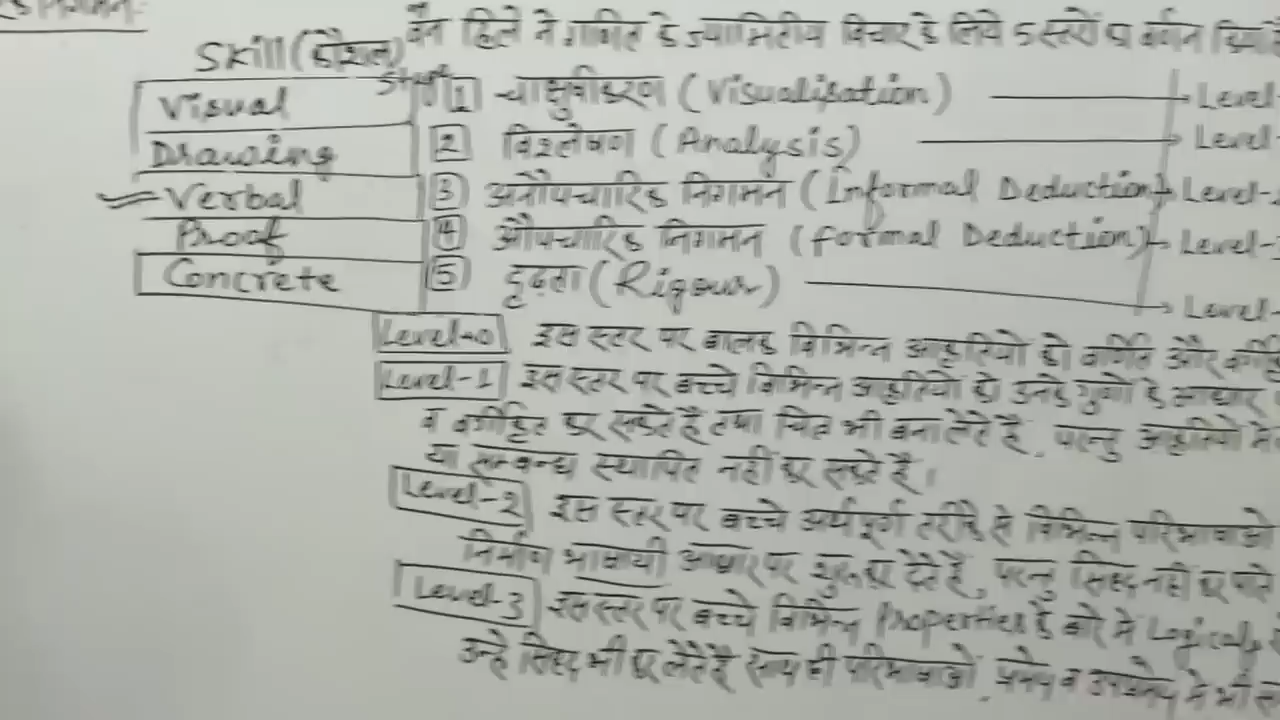 वैन हिले ने गणित के ज्यामितीय विचार के लिये 5 स्तरों का वर्णन किया है
Skill (कौशल)
Visual
Drawing
Verbal
Proof
Concrete
1 चाक्षुषीकरण (Visualisation) → Level-
2 विश्लेषण (Analysis) → Level-
3 अनौपचारिक निगमन (Informal Deduction) → Level-
4 औपचारिक निगमन (formal Deduction) → Level-
5 दृढ़ता (Rigour) → Level-
Level-0 इस स्तर पर बालक विभिन्न आकृतियों को वर्णित और
Level-1 इस स्तर पर बच्चे विभिन्न आकृतियों को उनके गुणों के आधार
व वर्गीकृत कर सकते है तथा चित्र भी बना लेते है, परन्तु आकृतियों में
या सम्बन्ध स्थापित नहीं कर सकते है।
Level-2 इस स्तर पर बच्चे अर्थपूर्ण तरीके से विभिन्न परिभाषाओं
निर्माण भाषायी आधार पर शुरू कर देते है, परन्तु सिद्ध नहीं कर पाते
Level-3 इस स्तर पर बच्चे विभिन्न Properties के बारे में Logically
उन्हे सिद्ध भी कर लेते है साथ ही परिभाषाओं, प्रमेय व उपप्रमेय में भी